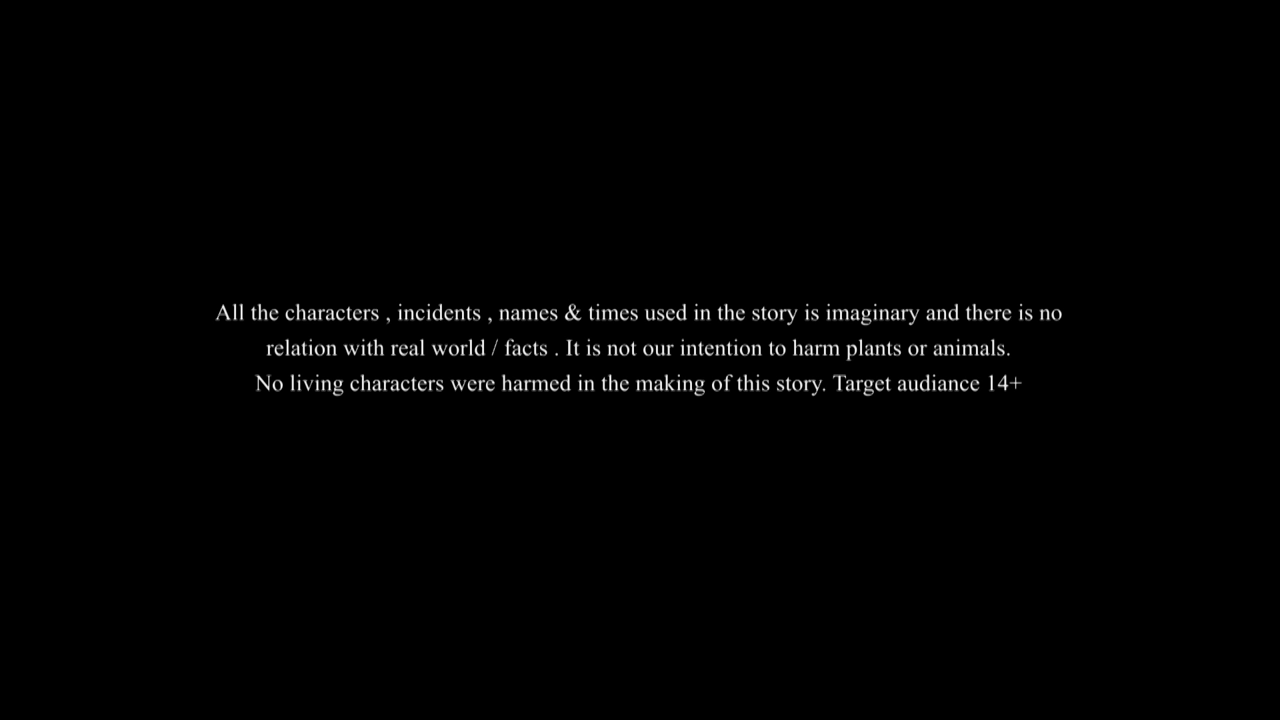 All the characters , incidents , names & times used in the story is imaginary and there is no
relation with real world / facts . It is not our intention to harm plants or animals.
No living characters were harmed in the making of this story. Target audiance 14+